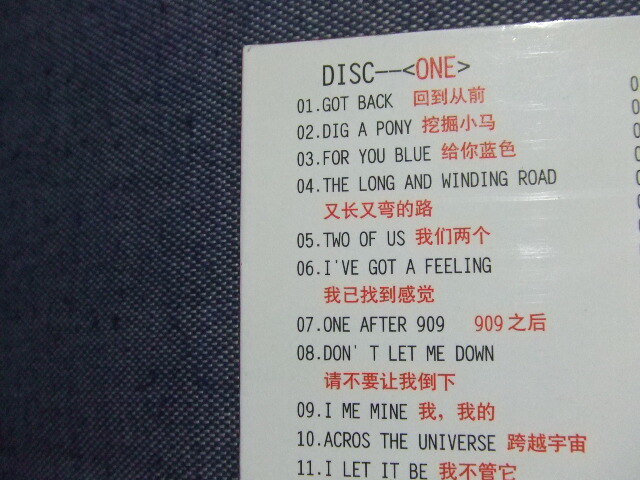 DISC--<ONE>
01.GOT BACK 回到从前
02.DIG A PONY 挖掘小马
03.FOR YOU BLUE 给你蓝色
04.THE LONG AND WINDING ROAD
又长又弯的路
05.TWO OF US 我们两个
06.I'VE GOT A FEELING
我已找到感觉
07.ONE AFTER 909 909之后
08.DON' T LET ME DOWN
请不要让我倒下
09.I ME MINE 我，我的
10.ACROS THE UNIVERSE 跨越宇宙
11.I LET IT BE 我不管它